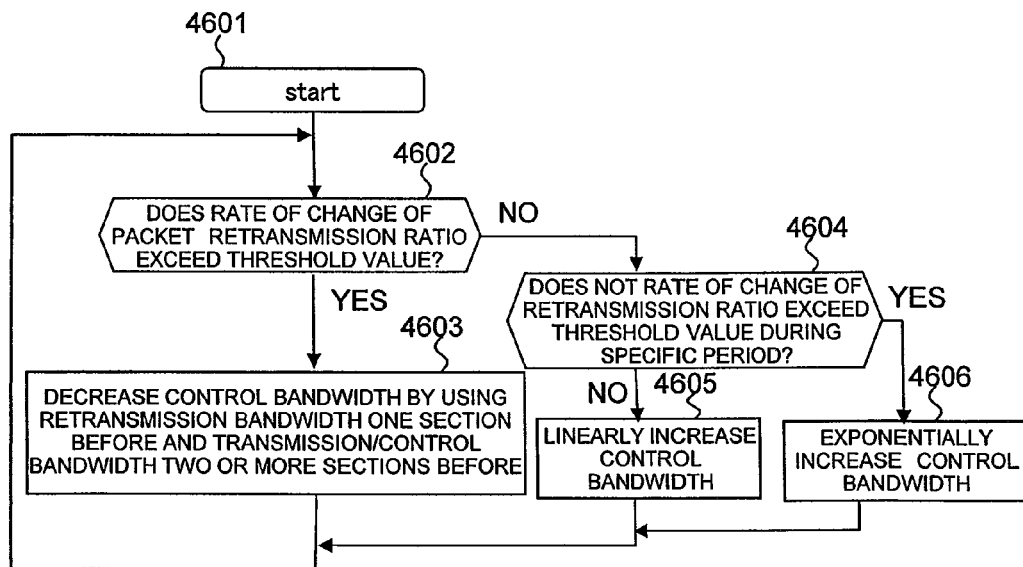 4601
start
4602
DOES RATE OF CHANGE OF
PACKET RETRANSMISSION RATIO
EXCEED THRESHOLD VALUE?
NO
YES
4604
DOES NOT RATE OF CHANGE OF
RETRANSMISSION RATIO EXCEED
THRESHOLD VALUE DURING
SPECIFIC PERIOD?
YES
NO
4603
DECREASE CONTROL BANDWIDTH BY USING
RETRANSMISSION BANDWIDTH ONE SECTION
BEFORE AND TRANSMISSION/CONTROL
BANDWIDTH TWO OR MORE SECTIONS BEFORE
4605
LINEARLY INCREASE
CONTROL
BANDWIDTH
4606
EXPONENTIALLY
INCREASE CONTROL
BANDWIDTH